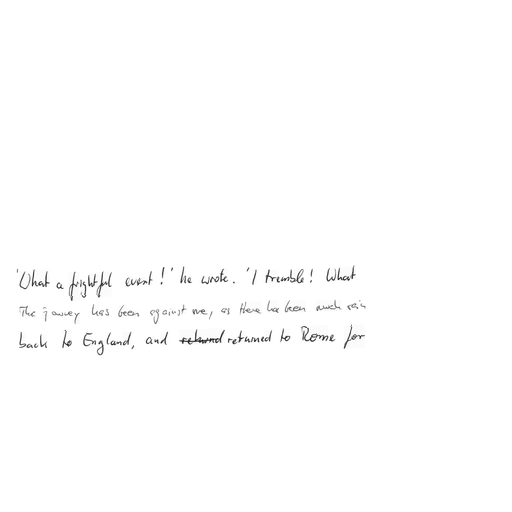 'What a frightful event!' he wrote. 'I tremble! What
The journey has been against me, as there has been much rain
back to England, and returned returned to Rome for